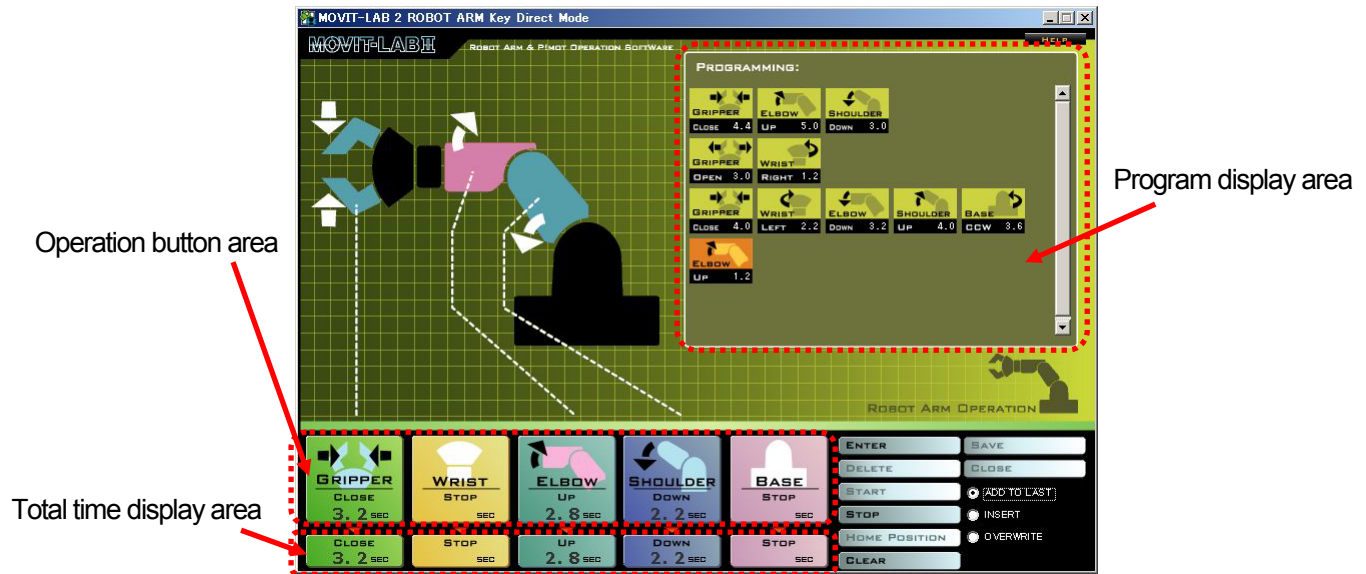 MOVIT-LAB 2 ROBOT ARM Key Direct Mode
MOVIT-LAB II
ROBOT ARM & PIMOT OPERATION SOFTWARE
HELP
PROGRAMMING:
GRIPPER ELBOW SHOULDER
CLOSE 4.4 UP 5.0 DOWN 3.0
GRIPPER WRIST
OPEN 3.0 RIGHT 1.2
GRIPPER WRIST ELBOW SHOULDER BASE
CLOSE 4.0 LEFT 2.2 DOWN 3.2 UP 4.0 CCW 3.6
ELBOW
UP 1.2
Program display area
Operation button area
Total time display area
ROBOT ARM OPERATION
GRIPPER WRIST ELBOW SHOULDER BASE
CLOSE STOP UP DOWN STOP
3.2 SEC SEC 2.8 SEC 2.2 SEC SEC
CLOSE STOP UP DOWN STOP
3.2 SEC SEC 2.8 SEC 2.2 SEC SEC
ENTER SAVE
DELETE CLOSE
START ADD TO LAST
STOP INSERT
HOME POSITION OVERWRITE
CLEAR